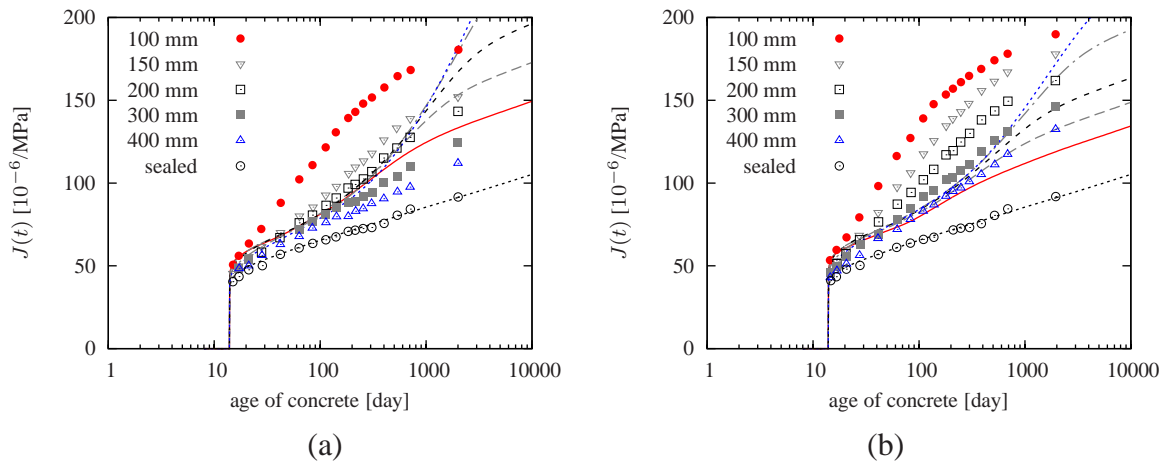 200
150
100
50
0
J(t) [10⁻⁶/MPa]
100 mm
150 mm
200 mm
300 mm
400 mm
sealed
1 10 100 1000 10000
age of concrete [day]
(a)
200
150
100
50
0
J(t) [10⁻⁶/MPa]
100 mm
150 mm
200 mm
300 mm
400 mm
sealed
1 10 100 1000 10000
age of concrete [day]
(b)